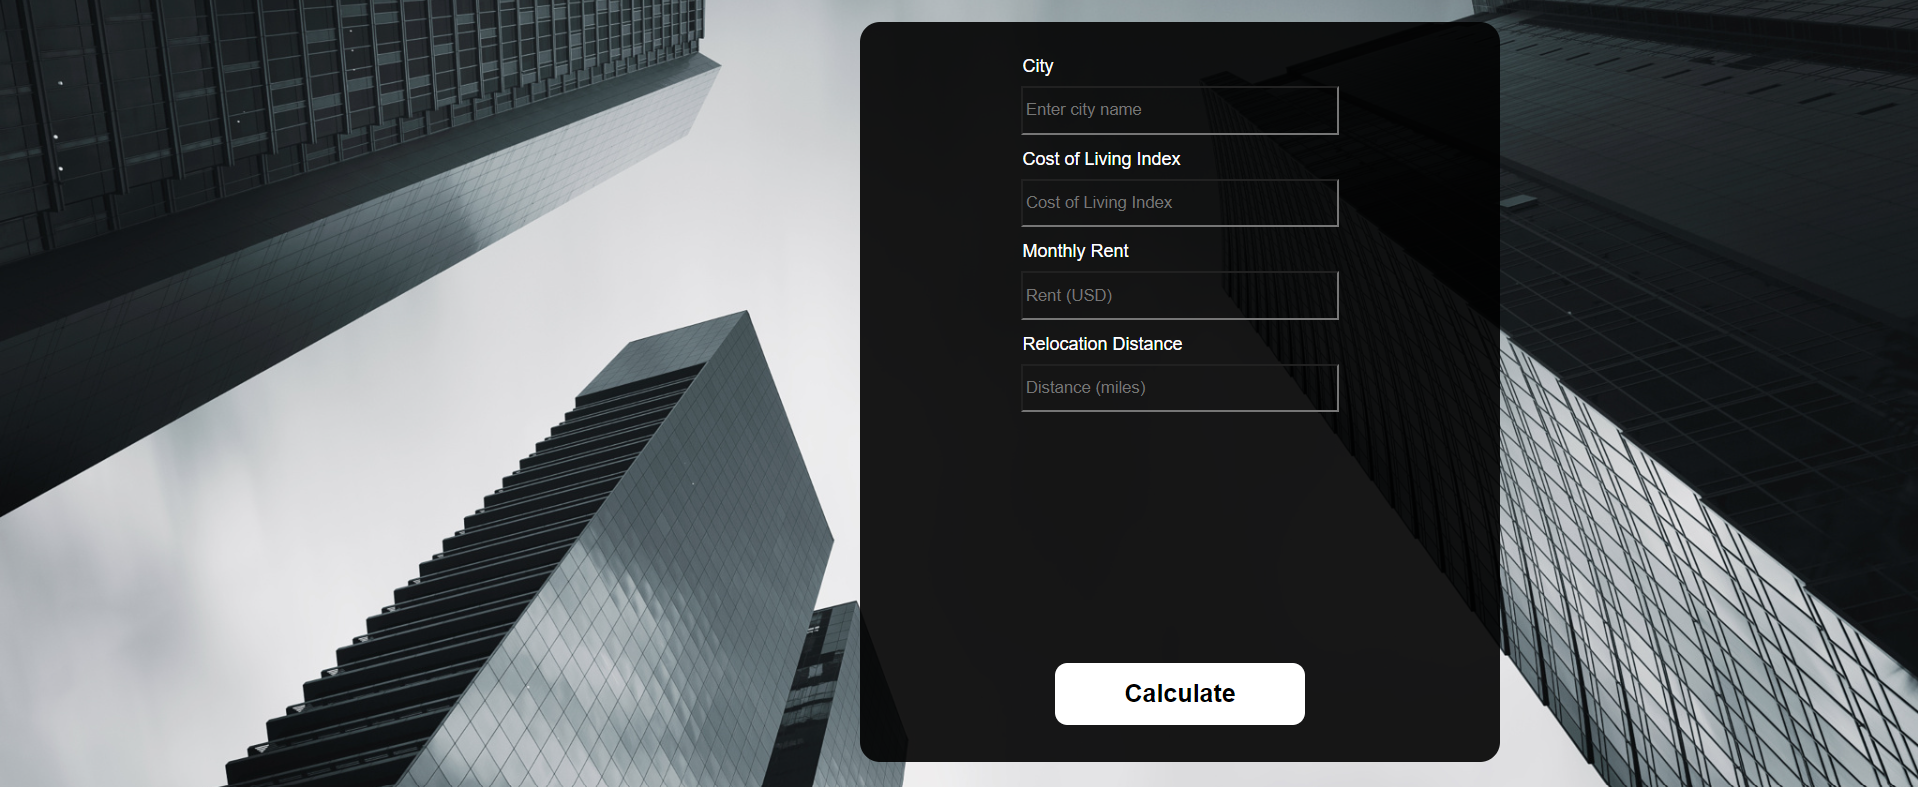 City
Enter city name
Cost of Living Index
Cost of Living Index
Monthly Rent
Rent (USD)
Relocation Distance
Distance (miles)
Calculate